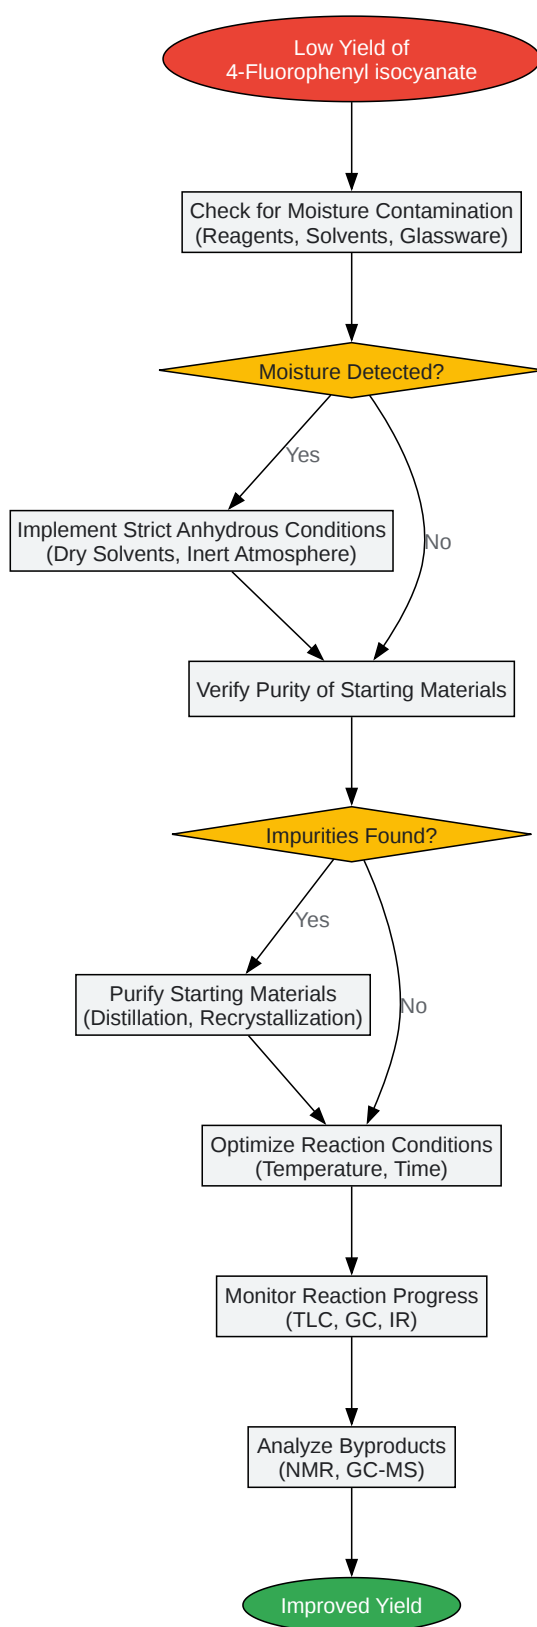 Low Yield of
4-Fluorophenyl isocyanate
Check for Moisture Contamination
(Reagents, Solvents, Glassware)
Moisture Detected?
Yes
No
Implement Strict Anhydrous Conditions
(Dry Solvents, Inert Atmosphere)
Verify Purity of Starting Materials
Impurities Found?
Yes
No
Purify Starting Materials
(Distillation, Recrystallization)
Optimize Reaction Conditions
(Temperature, Time)
Monitor Reaction Progress
(TLC, GC, IR)
Analyze Byproducts
(NMR, GC-MS)
Improved Yield